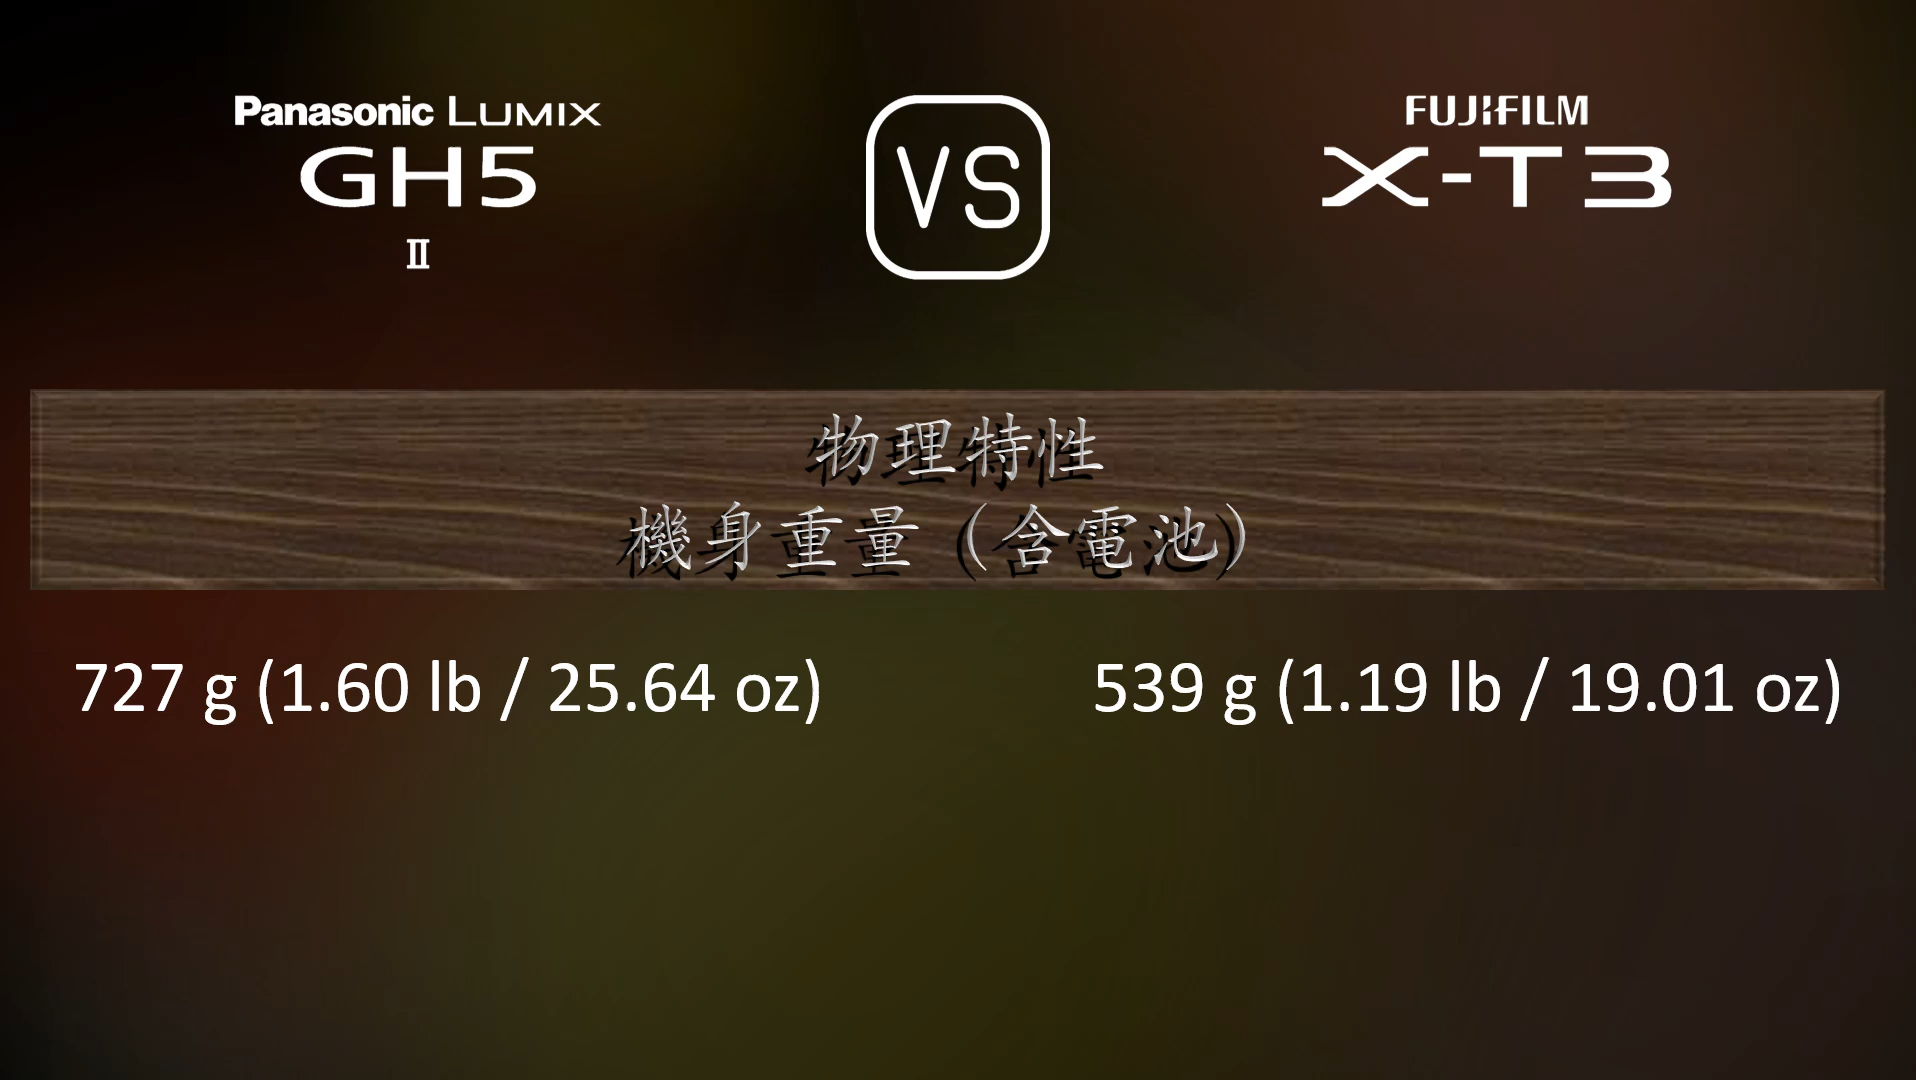 Panasonic LUMIX
GH5
II
VS
FUJIFILM
X-T3
物理特性
機身重量（含電池）
727 g (1.60 lb / 25.64 oz)
539 g (1.19 lb / 19.01 oz)